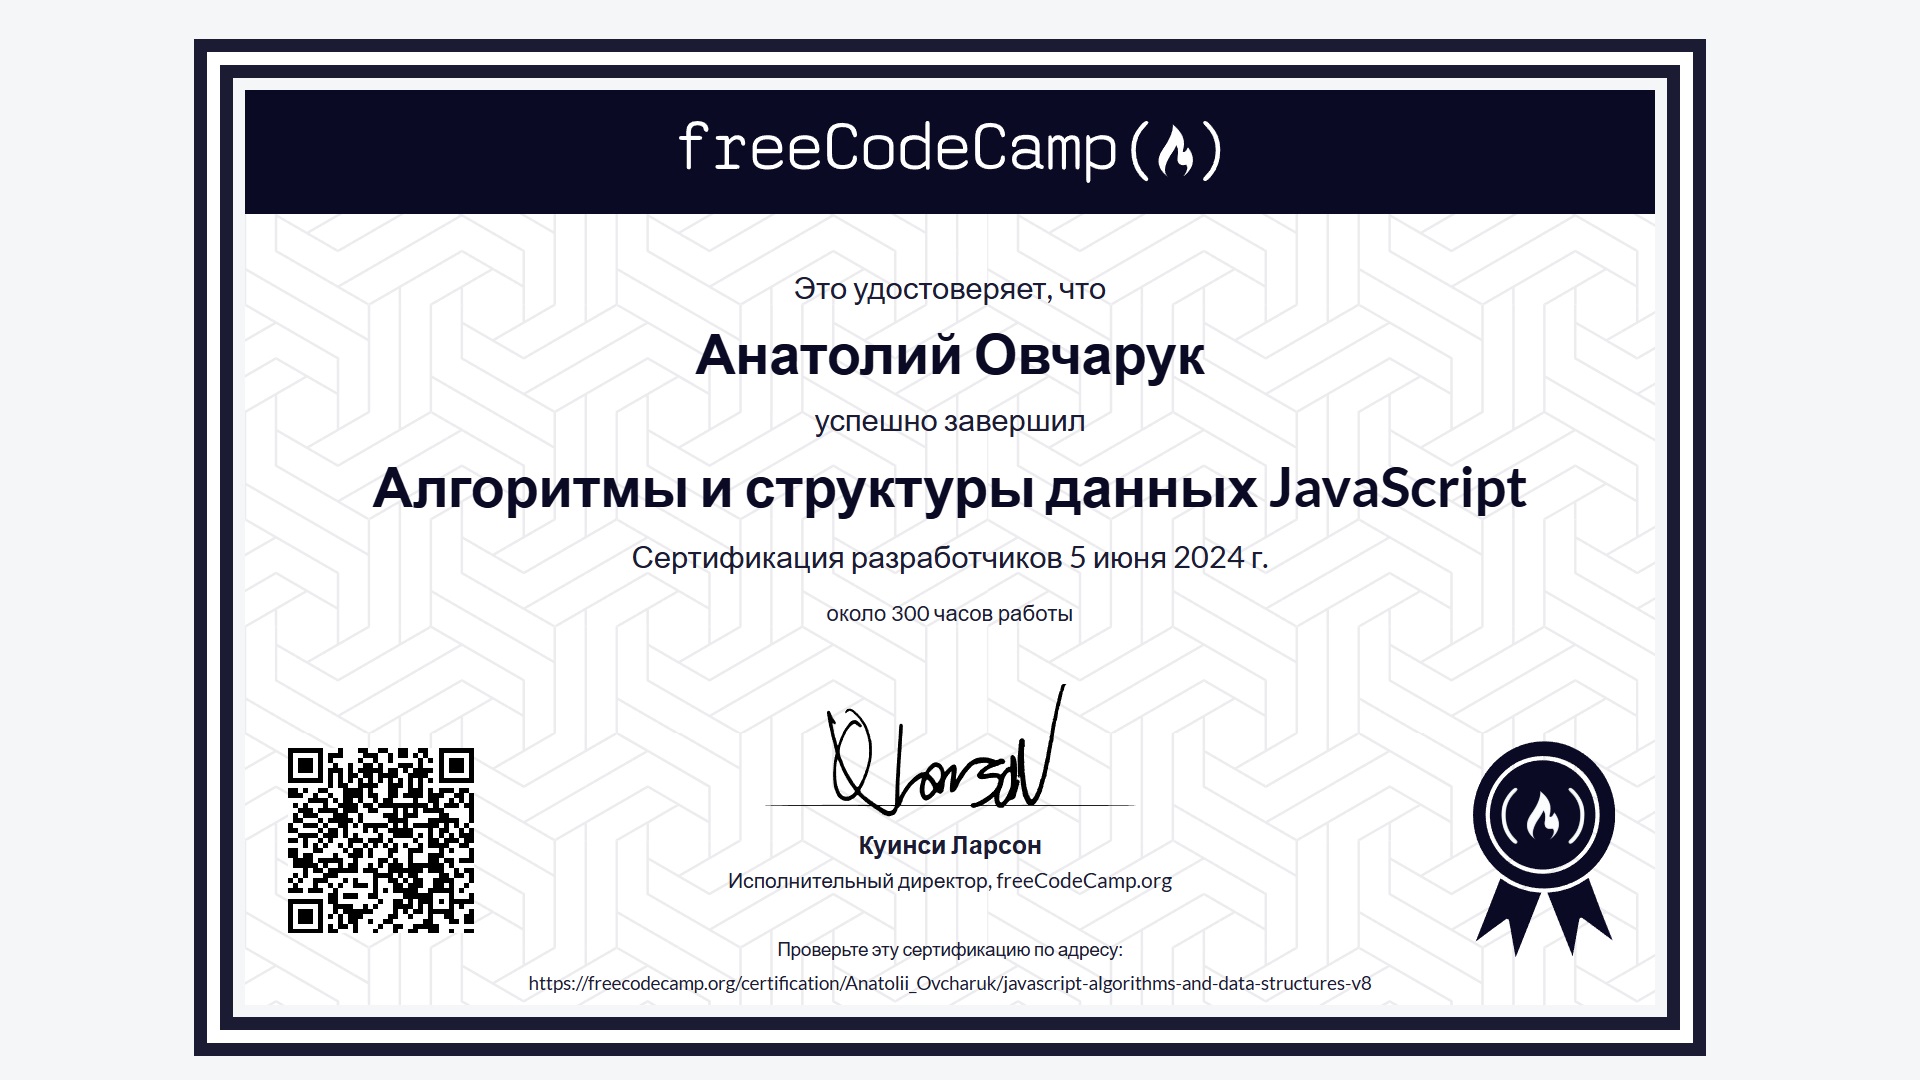 freeCodeCamp
Это удостоверяет, что
Анатолий Овчарук
успешно завершил
Алгоритмы и структуры данных JavaScript
Сертификация разработчиков 5 июня 2024 г.
около 300 часов работы
Куинси Ларсон
Исполнительный директор, freeCodeCamp.org
Проверьте эту сертификацию по адресу:
https://freecodecamp.org/certification/Anatolii_Ovcharuk/javascript-algorithms-and-data-structures-v8